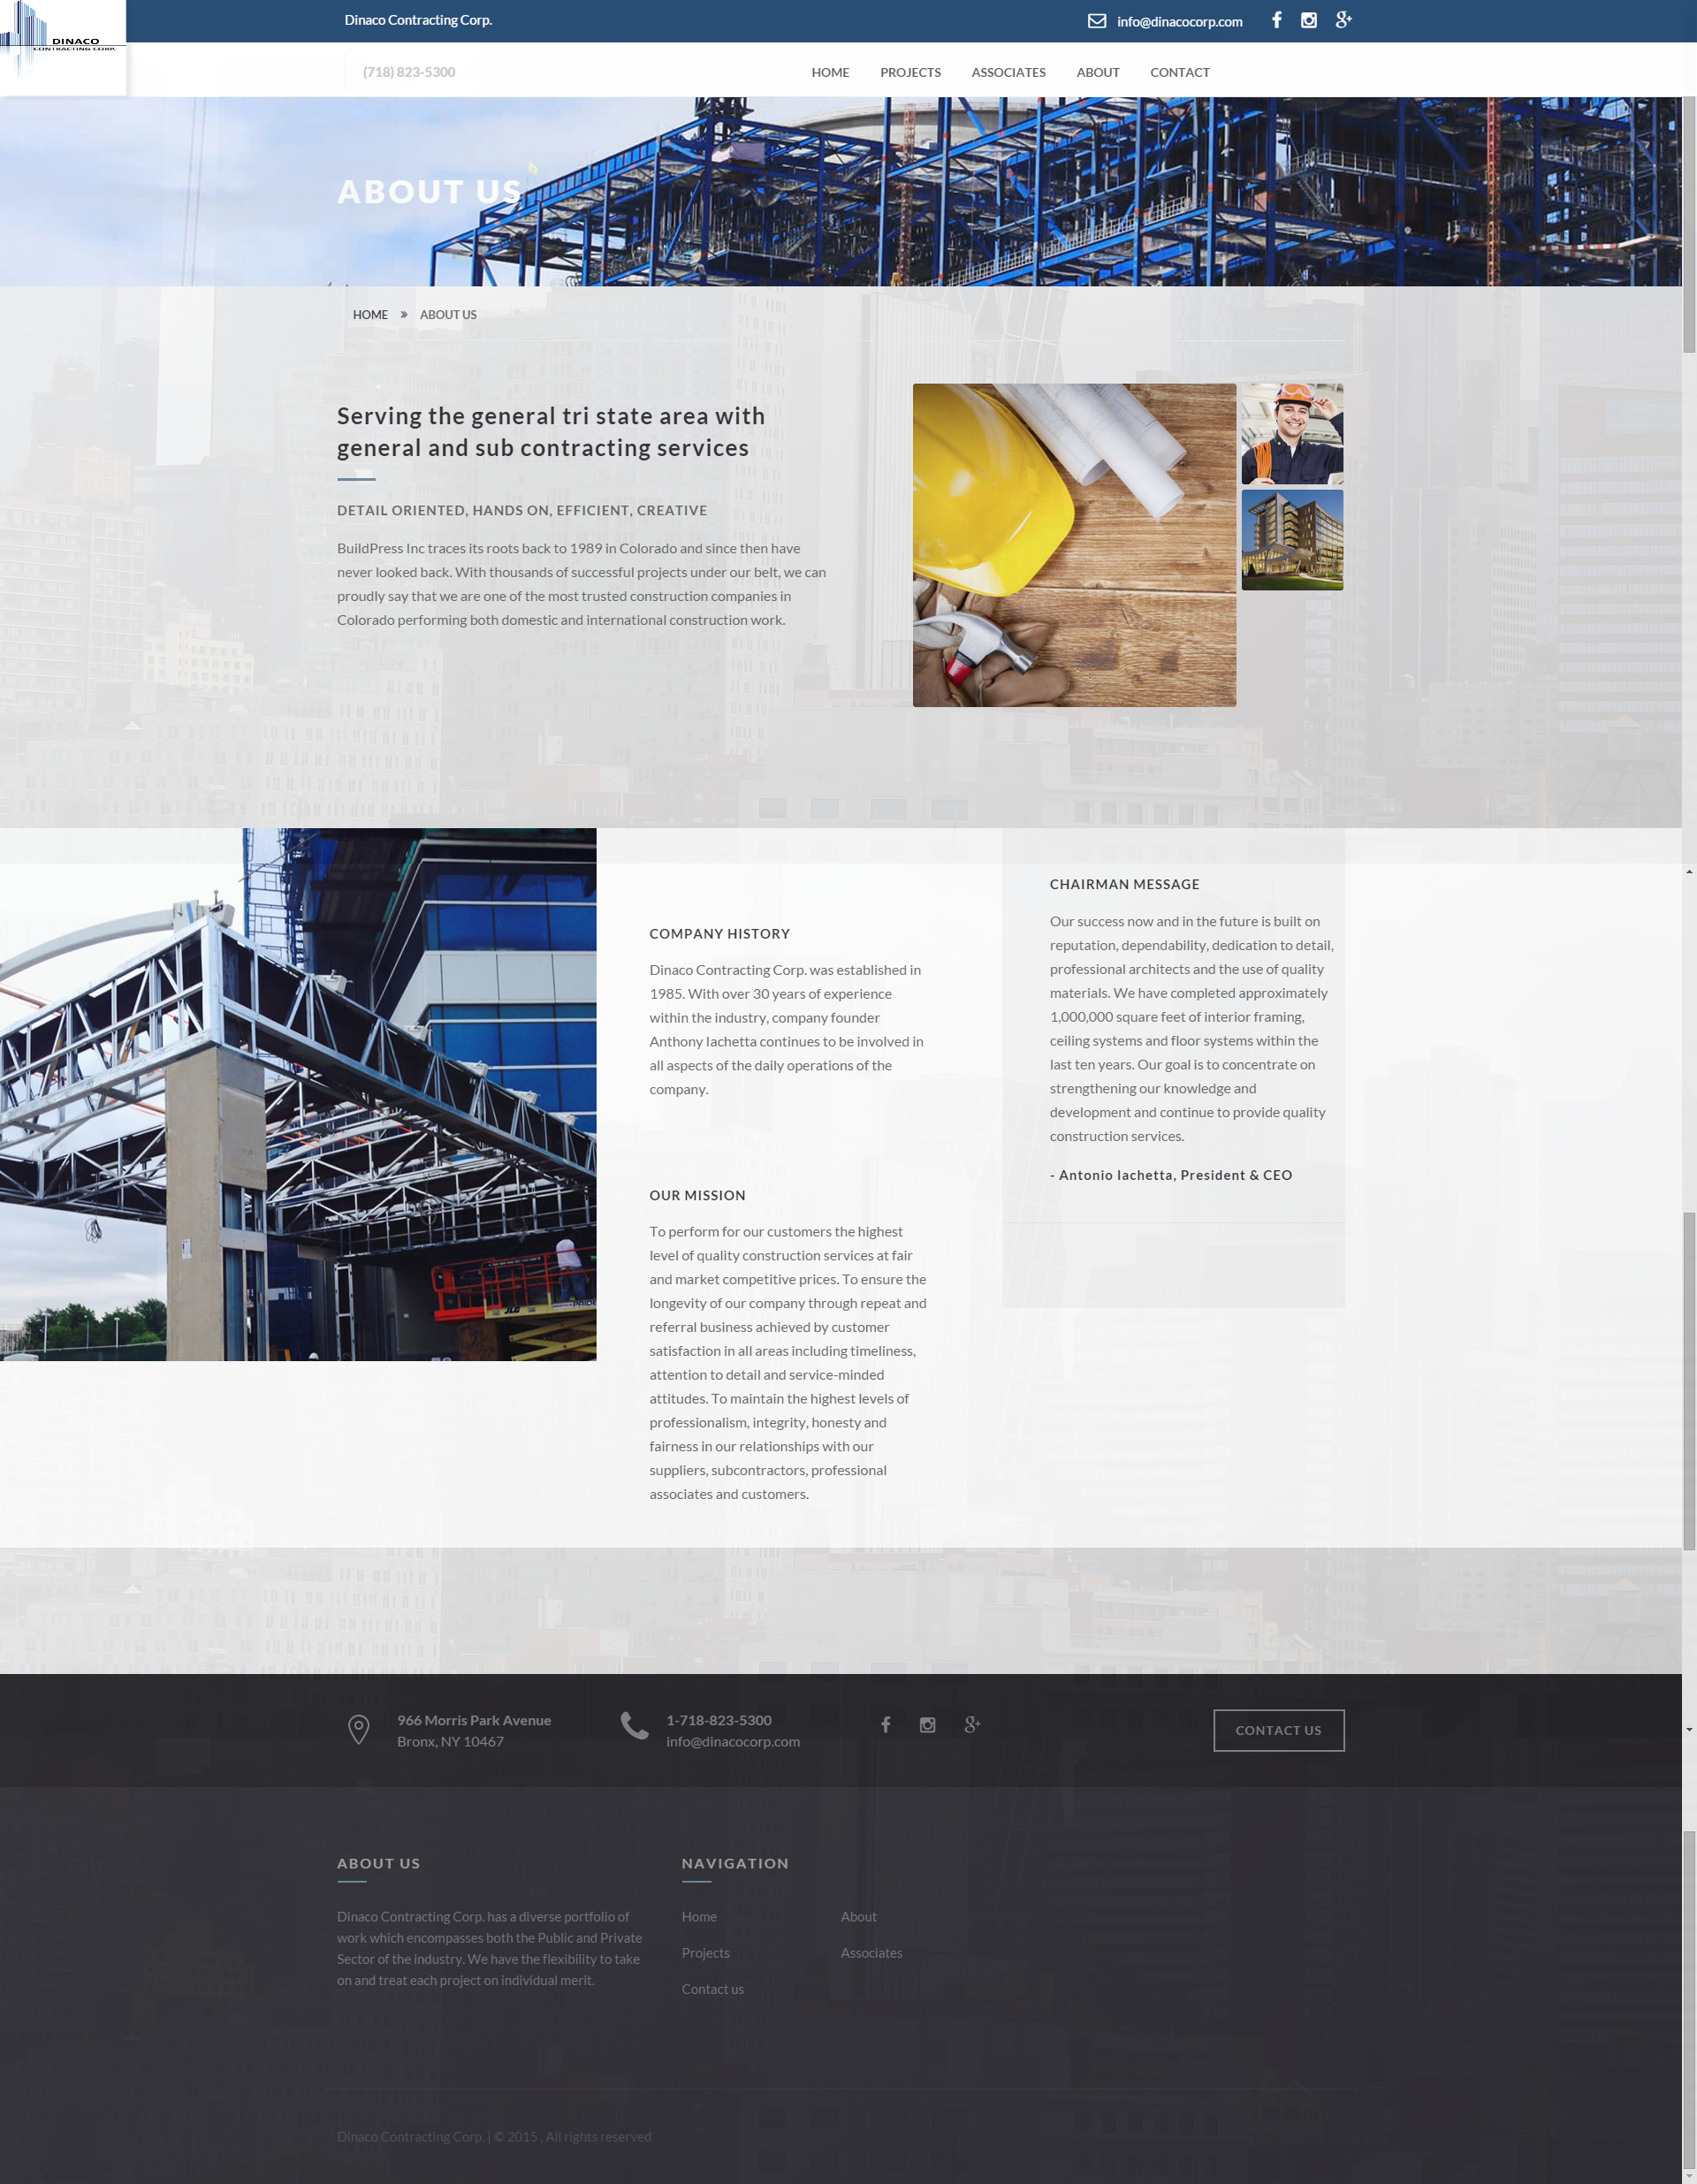 DINACO
CONTRACTING CORP.
Dinaco Contracting Corp.
info@dinacocorp.com
(718) 823-5300
HOME PROJECTS ASSOCIATES ABOUT CONTACT
ABOUT US
HOME » ABOUT US
Serving the general tri state area with
general and sub contracting services
DETAIL ORIENTED, HANDS ON, EFFICIENT, CREATIVE
BuildPress Inc traces its roots back to 1989 in Colorado and since then have
never looked back. With thousands of successful projects under our belt, we can
proudly say that we are one of the most trusted construction companies in
Colorado performing both domestic and international construction work.
COMPANY HISTORY
Dinaco Contracting Corp. was established in
1985. With over 30 years of experience
within the industry, company founder
Anthony Iachetta continues to be involved in
all aspects of the daily operations of the
company.
OUR MISSION
To perform for our customers the highest
level of quality construction services at fair
and market competitive prices. To ensure the
longevity of our company through repeat and
referral business achieved by customer
satisfaction in all areas including timeliness,
attention to detail and service-minded
attitudes. To maintain the highest levels of
professionalism, integrity, honesty and
fairness in our relationships with our
suppliers, subcontractors, professional
associates and customers.
CHAIRMAN MESSAGE
Our success now and in the future is built on
reputation, dependability, dedication to detail,
professional architects and the use of quality
materials. We have completed approximately
1,000,000 square feet of interior framing,
ceiling systems and floor systems within the
last ten years. Our goal is to concentrate on
strengthening our knowledge and
development and continue to provide quality
construction services.
- Antonio Iachetta, President & CEO
JLG
966 Morris Park Avenue
Bronx, NY 10467
1-718-823-5300
info@dinacocorp.com
CONTACT US
ABOUT US
Dinaco Contracting Corp. has a diverse portfolio of
work which encompasses both the Public and Private
Sector of the industry. We have the flexibility to take
on and treat each project on individual merit.
NAVIGATION
Home About
Projects Associates
Contact us
Dinaco Contracting Corp. | © 2015 , All rights reserved